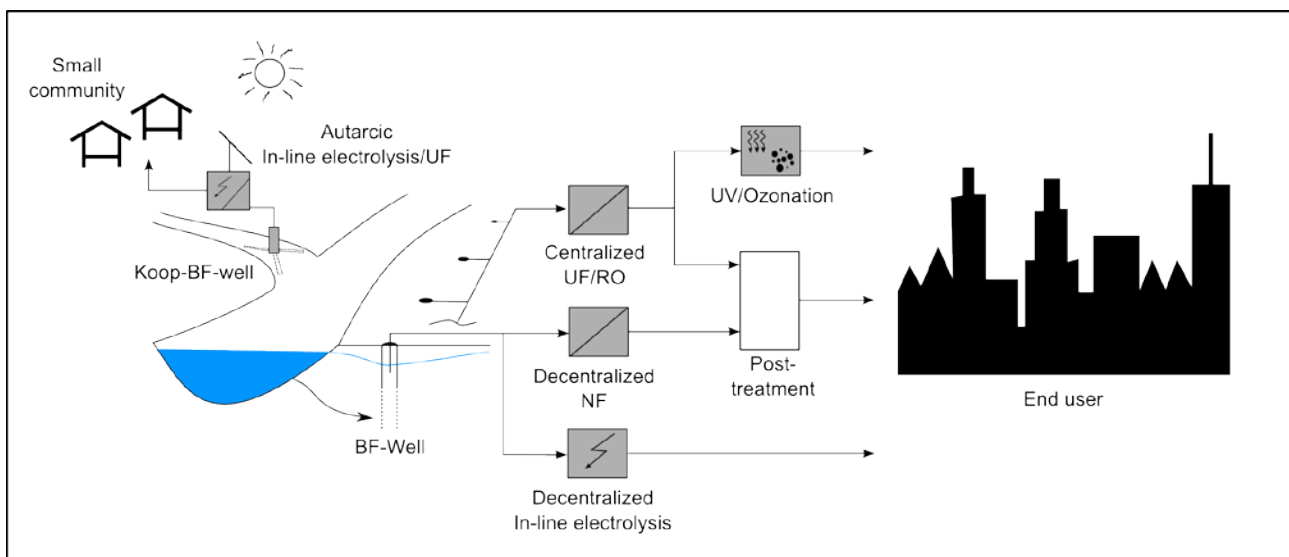 Small
community
Autarcic
In-line electrolysis/UF
Koop-BF-well
UV/Ozonation
Centralized
UF/RO
Decentralized
NF
Post-
treatment
BF-Well
End user
Decentralized
In-line electrolysis